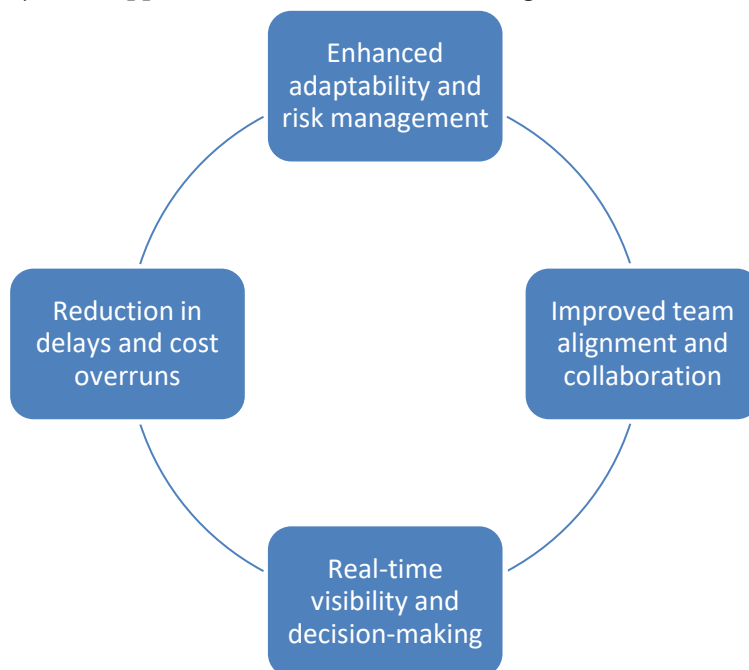 Enhanced
adaptability and
risk management
Reduction in
delays and cost
overruns
Improved team
alignment and
collaboration
Real-time
visibility and
decision-making